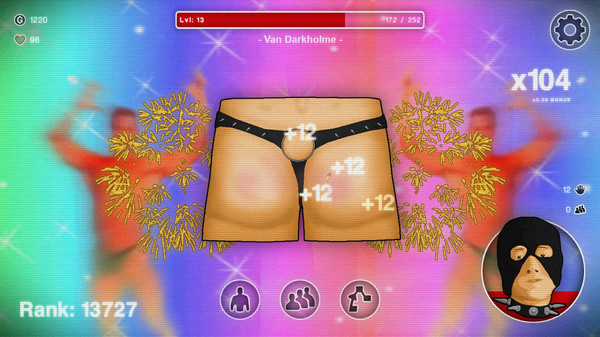 G 1220
98
Lvl: 13
172 / 252
- Van Darkholme -
x104
+12
+12
+12
+12
12
0
Rank: 13727